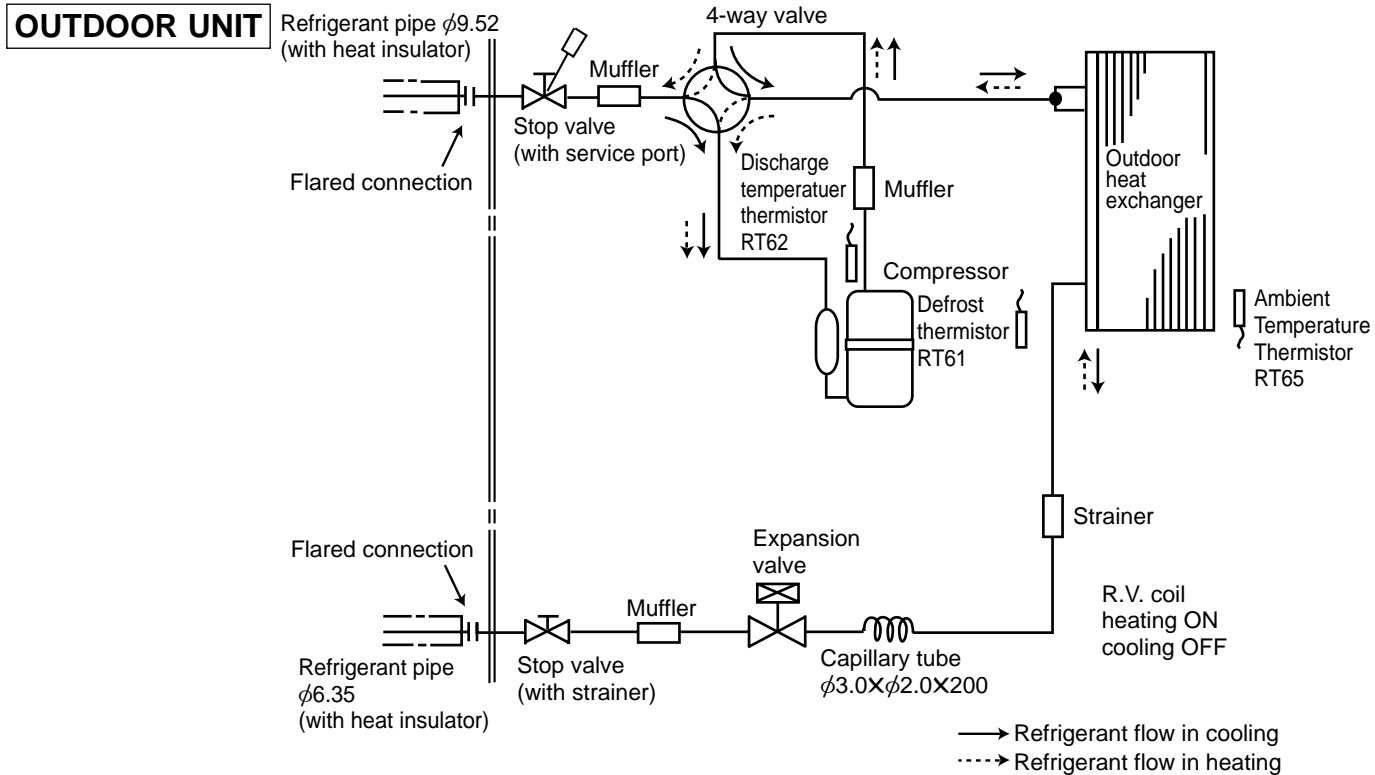 OUTDOOR UNIT
Refrigerant pipe ϕ9.52
(with heat insulator)
4-way valve
Muffler
Stop valve
(with service port)
Flared connection
Discharge
temperatuer
thermistor
RT62
Muffler
Compressor
Defrost
thermistor
RT61
Outdoor
heat
exchanger
Ambient
Temperature
Thermistor
RT65
Strainer
Flared connection
Expansion
valve
Muffler
R.V. coil
heating ON
cooling OFF
Refrigerant pipe
ϕ6.35
(with heat insulator)
Stop valve
(with strainer)
Capillary tube
ϕ3.0×ϕ2.0×200
Refrigerant flow in cooling
Refrigerant flow in heating